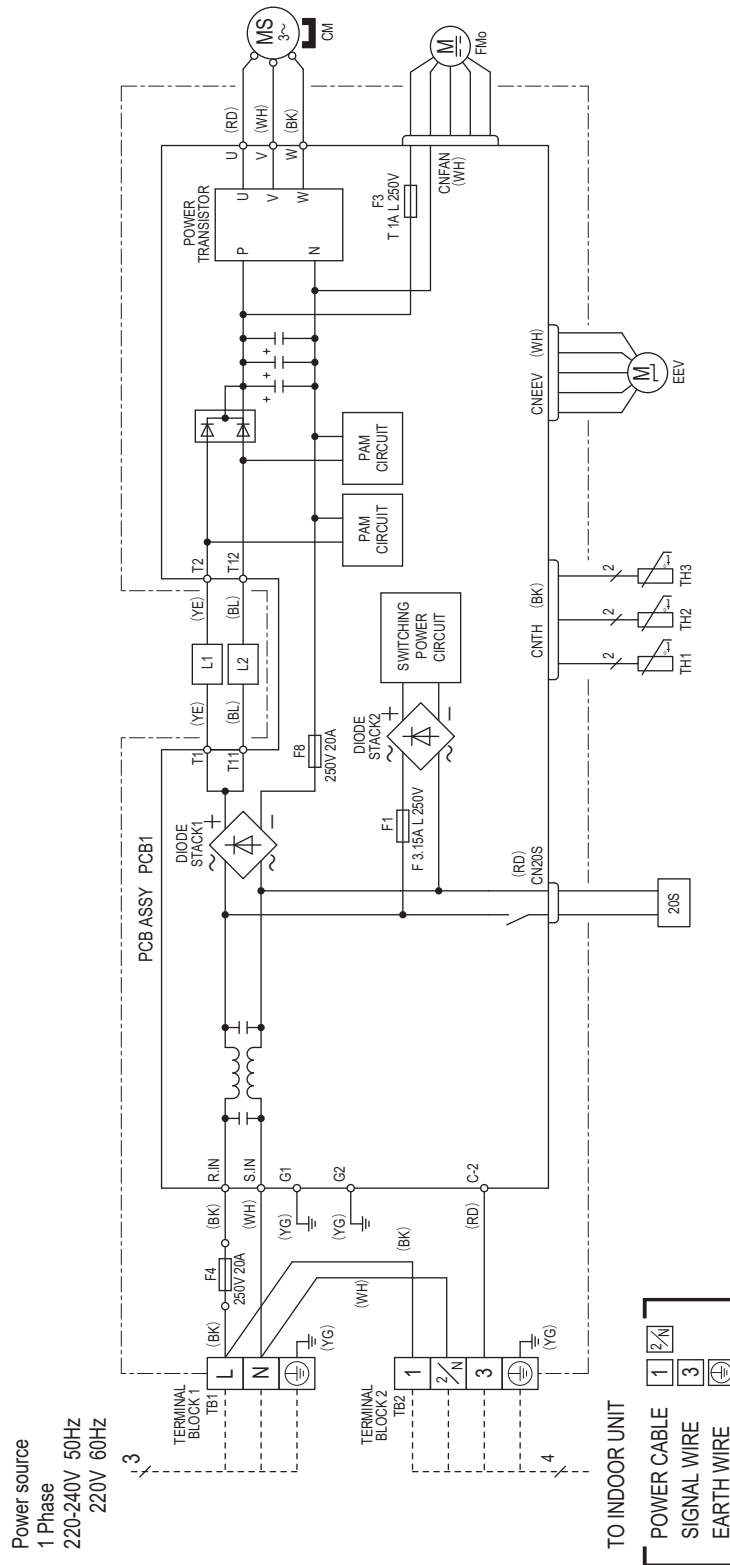 Power source
1 Phase
220-240V 50Hz
220V 60Hz
3
TERMINAL
BLOCK 1
TB1
L
N
(YG)
(BK)
F4
250V 20A
(BK)
(WH)
R.IN
S.IN
G1
(YG)
G2
(YG)
C-2
(RD)
(BK)
(WH)
TERMINAL
BLOCK 2
TB2
1
2/N
3
(YG)
4
TO INDOOR UNIT
POWER CABLE 1 2/N
SIGNAL WIRE 3
EARTH WIRE
PCB ASSY PCB1
DIODE
STACK1
+
−
~
~
T1
T11
(YE)
(BL)
L1
L2
(YE)
(BL)
T2
T12
F8
250V 20A
F1
F 3.15A L 250V
DIODE
STACK2
+
−
~
~
SWITCHING
POWER
CIRCUIT
PAM
CIRCUIT
PAM
CIRCUIT
+
+
+
POWER
TRANSISTOR
P
N
U
V
W
U
V
W
(RD)
(WH)
(BK)
MS
3~
CM
F3
T 1A L 250V
CNFAN
(WH)
M
FMo
(RD)
CN20S
20S
CNTH
(BK)
2
2
2
TH1
TH2
TH3
CNEEV
(WH)
M
EEV